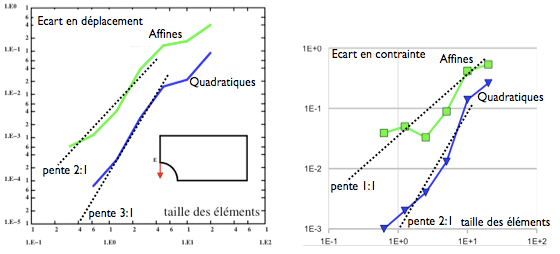 Ecart en déplacement
Affines
Quadratiques
pente 2:1
pente 3:1
taille des éléments
E
1.E+0
1.E-1
1.E-2
1.E-3
1.E-4
1.E-5
1.E-1
1.E0
1.E1
1.E2
Ecart en contrainte
Affines
Quadratiques
pente 1:1
pente 2:1
taille des éléments
1E+0
1E-1
1E-2
1E-3
1E-1
1E+0
1E+1
1E+2